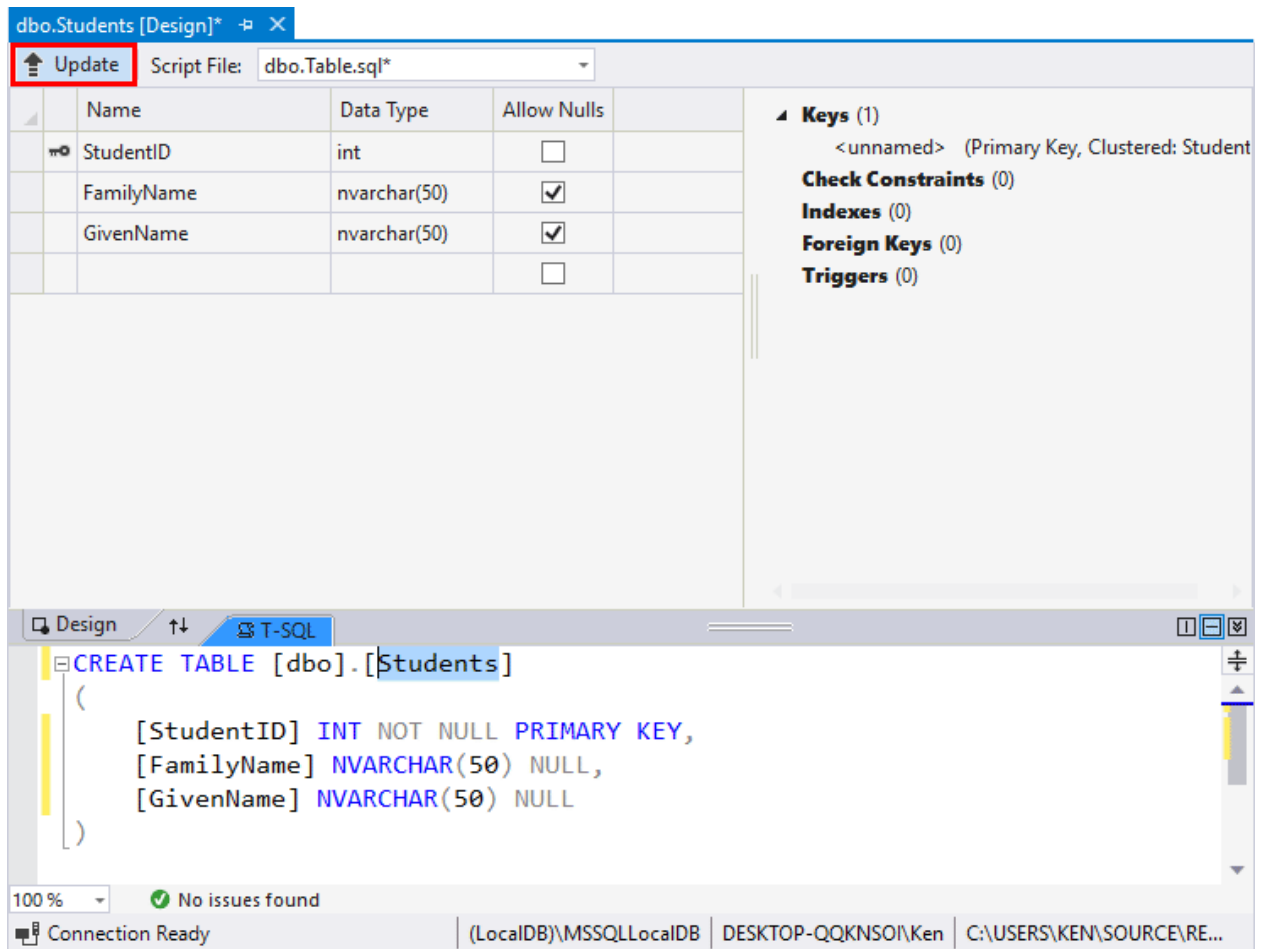 dbo.Students [Design]*
Update Script File: dbo.Table.sql*
Name Data Type Allow Nulls
StudentID int
FamilyName nvarchar(50)
GivenName nvarchar(50)
Keys (1)
<unnamed> (Primary Key, Clustered: Student
Check Constraints (0)
Indexes (0)
Foreign Keys (0)
Triggers (0)
Design T-SQL
CREATE TABLE [dbo].[Students]
(
[StudentID] INT NOT NULL PRIMARY KEY,
[FamilyName] NVARCHAR(50) NULL,
[GivenName] NVARCHAR(50) NULL
)
100 % No issues found
Connection Ready (LocalDB)\MSSQLLocalDB DESKTOP-QQKNSOI\Ken C:\USERS\KEN\SOURCE\RE...